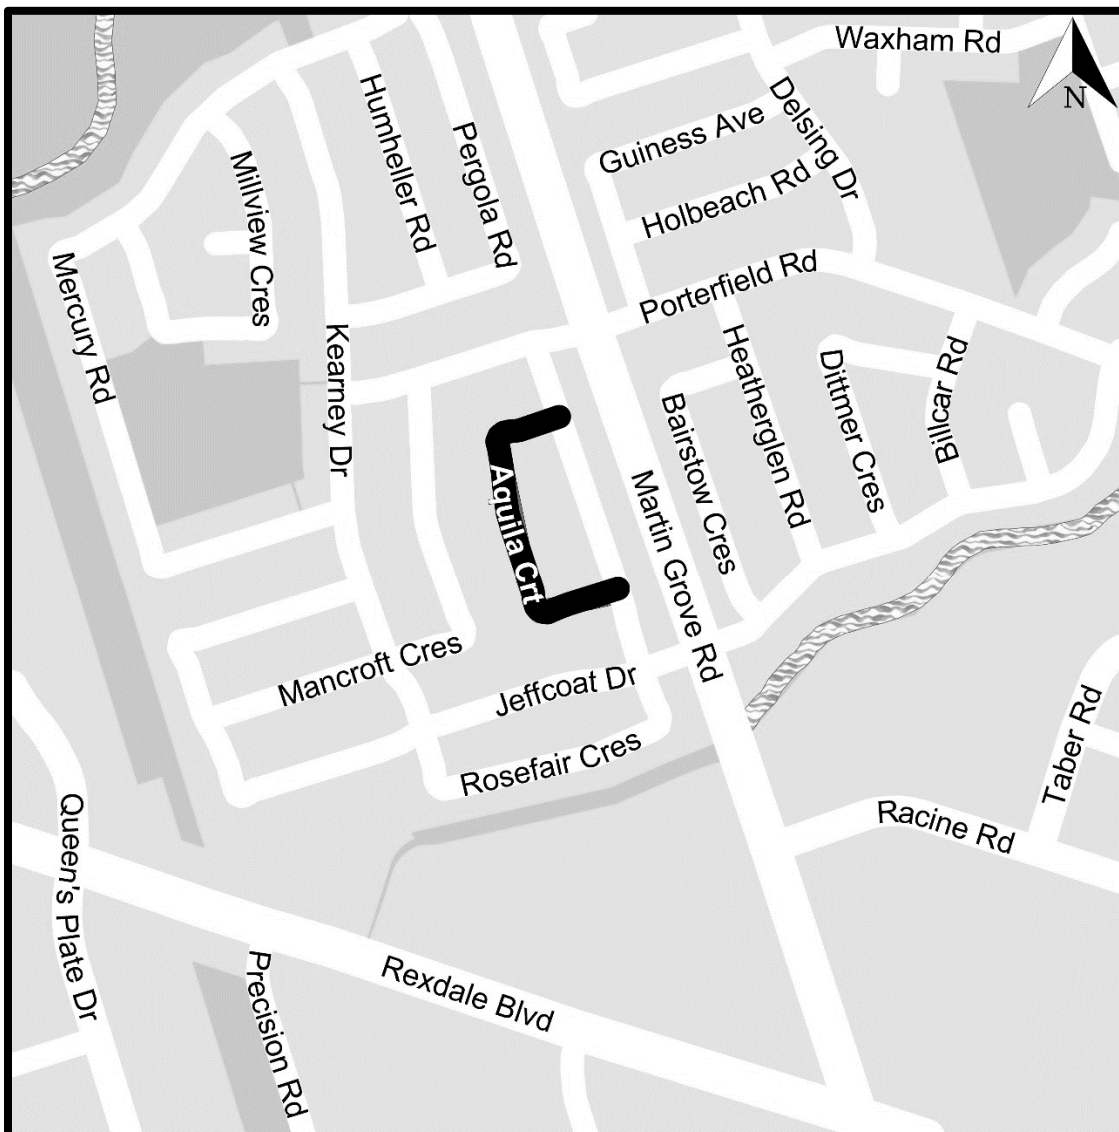 Waxham Rd
N
Humheller Rd
Pergola Rd
Guiness Ave
Delsing Dr
Millview Cres
Holbeach Rd
Mercury Rd
Porterfield Rd
Kearney Dr
Heatherglen Rd
Dittmer Cres
Billcar Rd
Bairstow Cres
Aquila Crt
Martin Grove Rd
Mancroft Cres
Jeffcoat Dr
Rosefair Cres
Taber Rd
Queen's Plate Dr
Racine Rd
Precision Rd
Rexdale Blvd